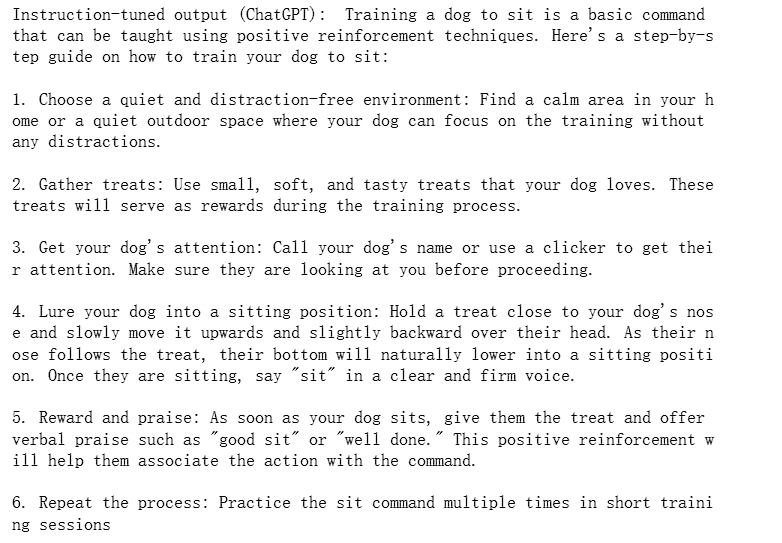 Instruction-tuned output (ChatGPT):  Training a dog to sit is a basic command
that can be taught using positive reinforcement techniques. Here's a step-by-s
tep guide on how to train your dog to sit:

1. Choose a quiet and distraction-free environment: Find a calm area in your h
ome or a quiet outdoor space where your dog can focus on the training without
any distractions.

2. Gather treats: Use small, soft, and tasty treats that your dog loves. These
treats will serve as rewards during the training process.

3. Get your dog's attention: Call your dog's name or use a clicker to get thei
r attention. Make sure they are looking at you before proceeding.

4. Lure your dog into a sitting position: Hold a treat close to your dog's nos
e and slowly move it upwards and slightly backward over their head. As their n
ose follows the treat, their bottom will naturally lower into a sitting positi
on. Once they are sitting, say "sit" in a clear and firm voice.

5. Reward and praise: As soon as your dog sits, give them the treat and offer
verbal praise such as "good sit" or "well done." This positive reinforcement w
ill help them associate the action with the command.

6. Repeat the process: Practice the sit command multiple times in short traini
ng sessions